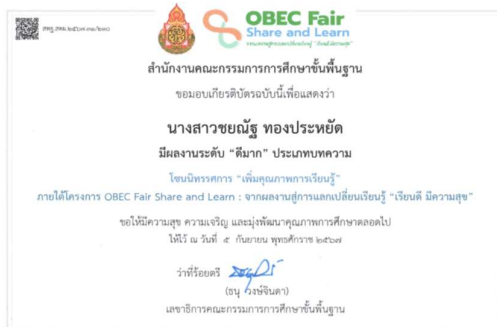 OBEC Fair
Share and Learn
สำนักงานคณะกรรมการการศึกษาขั้นพื้นฐาน
ขอมอบเกียรติบัตรฉบับนี้เพื่อแสดงว่า
นางสาวชยณัฐ ทองประหยัด
มีผลงานระดับ “ดีมาก” ประเภทบทความ
โซนนิทรรศการ “เพิ่มคุณภาพการเรียนรู้”
ภายใต้โครงการ OBEC Fair Share and Learn : จากผลงานสู่การแลกเปลี่ยนเรียนรู้ “เรียนดี มีความสุข”
ขอให้มีความสุข ความเจริญ และมุ่งพัฒนาคุณภาพการศึกษาตลอดไป
ให้ไว้ ณ วันที่ ๕ กันยายน พุทธศักราช ๒๕๖๗
ว่าที่ร้อยตรี
(ธนุ วงษ์จินดา)
เลขาธิการคณะกรรมการการศึกษาขั้นพื้นฐาน